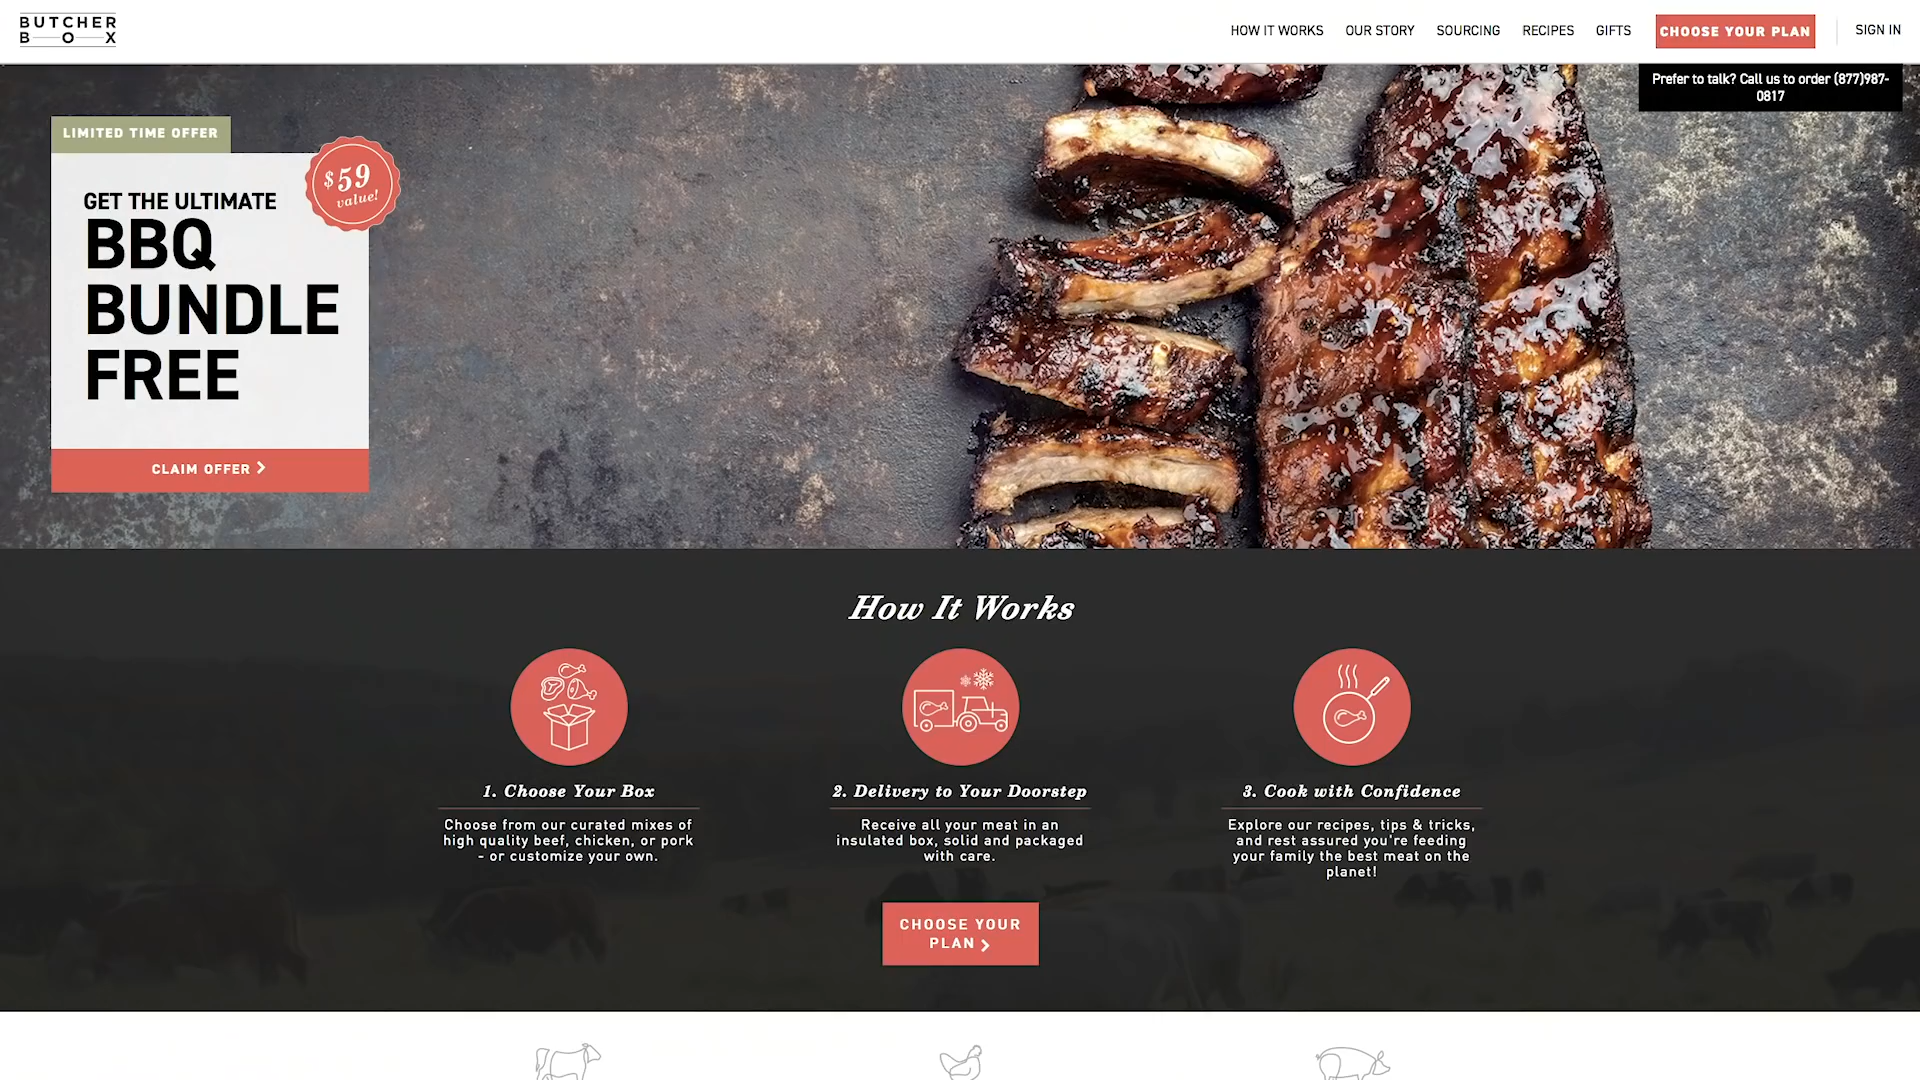 BUTCHER
B O X
HOW IT WORKS
OUR STORY
SOURCING
RECIPES
GIFTS
CHOOSE YOUR PLAN
SIGN IN
Prefer to talk? Call us to order (877)987-
0817
LIMITED TIME OFFER
$59
value!
GET THE ULTIMATE
BBQ
BUNDLE
FREE
CLAIM OFFER
How It Works
1. Choose Your Box
Choose from our curated mixes of
high quality beef, chicken, or pork
- or customize your own.
2. Delivery to Your Doorstep
Receive all your meat in an
insulated box, solid and packaged
with care.
3. Cook with Confidence
Explore our recipes, tips & tricks,
and rest assured you're feeding
your family the best meat on the
planet!
CHOOSE YOUR
PLAN